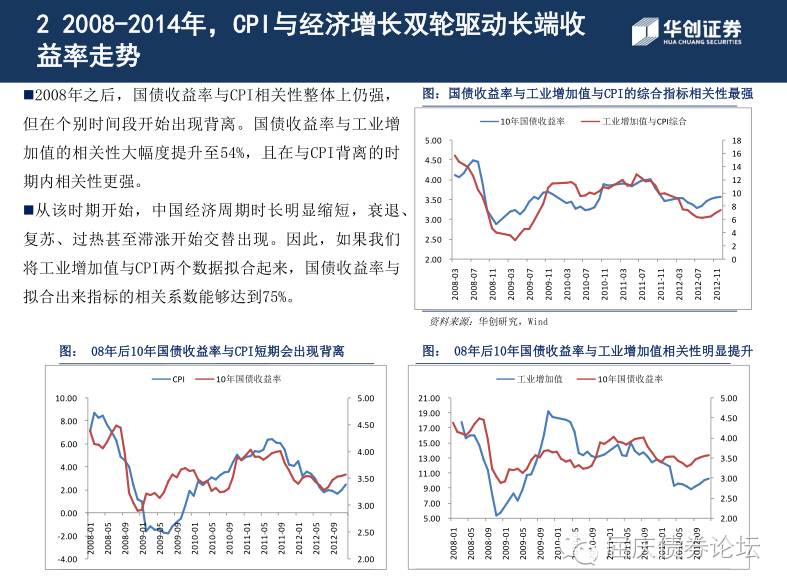 2 2008-2014年，CPI与经济增长双轮驱动长端收
益率走势
华创证券
HUA CHUANG SECURITIES
■2008年之后，国债收益率与CPI相关性整体上仍强，
但在个别时间段开始出现背离。国债收益率与工业增
加值的相关性大幅度提升至54%，且在与CPI背离的时
期内相关性更强。
■从该时期开始，中国经济周期时长明显缩短，衰退、
复苏、过热甚至滞涨开始交替出现。因此，如果我们
将工业增加值与CPI两个数据拟合起来，国债收益率与
拟合出来指标的相关系数能够达到75%。
图：国债收益率与工业增加值与CPI的综合指标相关性最强
10年国债收益率 工业增加值与CPI综合
5.00 18
4.50 16
4.00 14
3.50 12
3.00 10
2.50 8
2.00 6
4
2
0
2008-03 2008-07 2008-11 2009-03 2009-07 2009-11 2010-03 2010-07 2010-11 2011-03 2011-07 2011-11 2012-03 2012-07 2012-11
资料来源：华创研究，Wind
图： 08年后10年国债收益率与CPI短期会出现背离
CPI 10年国债收益率
10.00 5.00
8.00 4.50
6.00 4.00
4.00 3.50
2.00 3.00
0.00 2.50
-2.00 2.00
-4.00
2008-01 2008-05 2008-09 2009-01 2009-05 2009-09 2010-01 2010-05 2010-09 2011-01 2011-05 2011-09 2012-01 2012-05 2012-09
图： 08年后10年国债收益率与工业增加值相关性明显提升
工业增加值 10年国债收益率
21.00 5.00
19.00 4.50
17.00 4.00
15.00 3.50
13.00 3.00
11.00 2.50
9.00 2.00
7.00
5.00
2008-01 2008-05 2008-09 2009-01 2009-05 2009-09 2010-01 2010-09 2011-01 2011-05 2011-09 2012-01 2012-05 2012-09
屈庆债券论坛